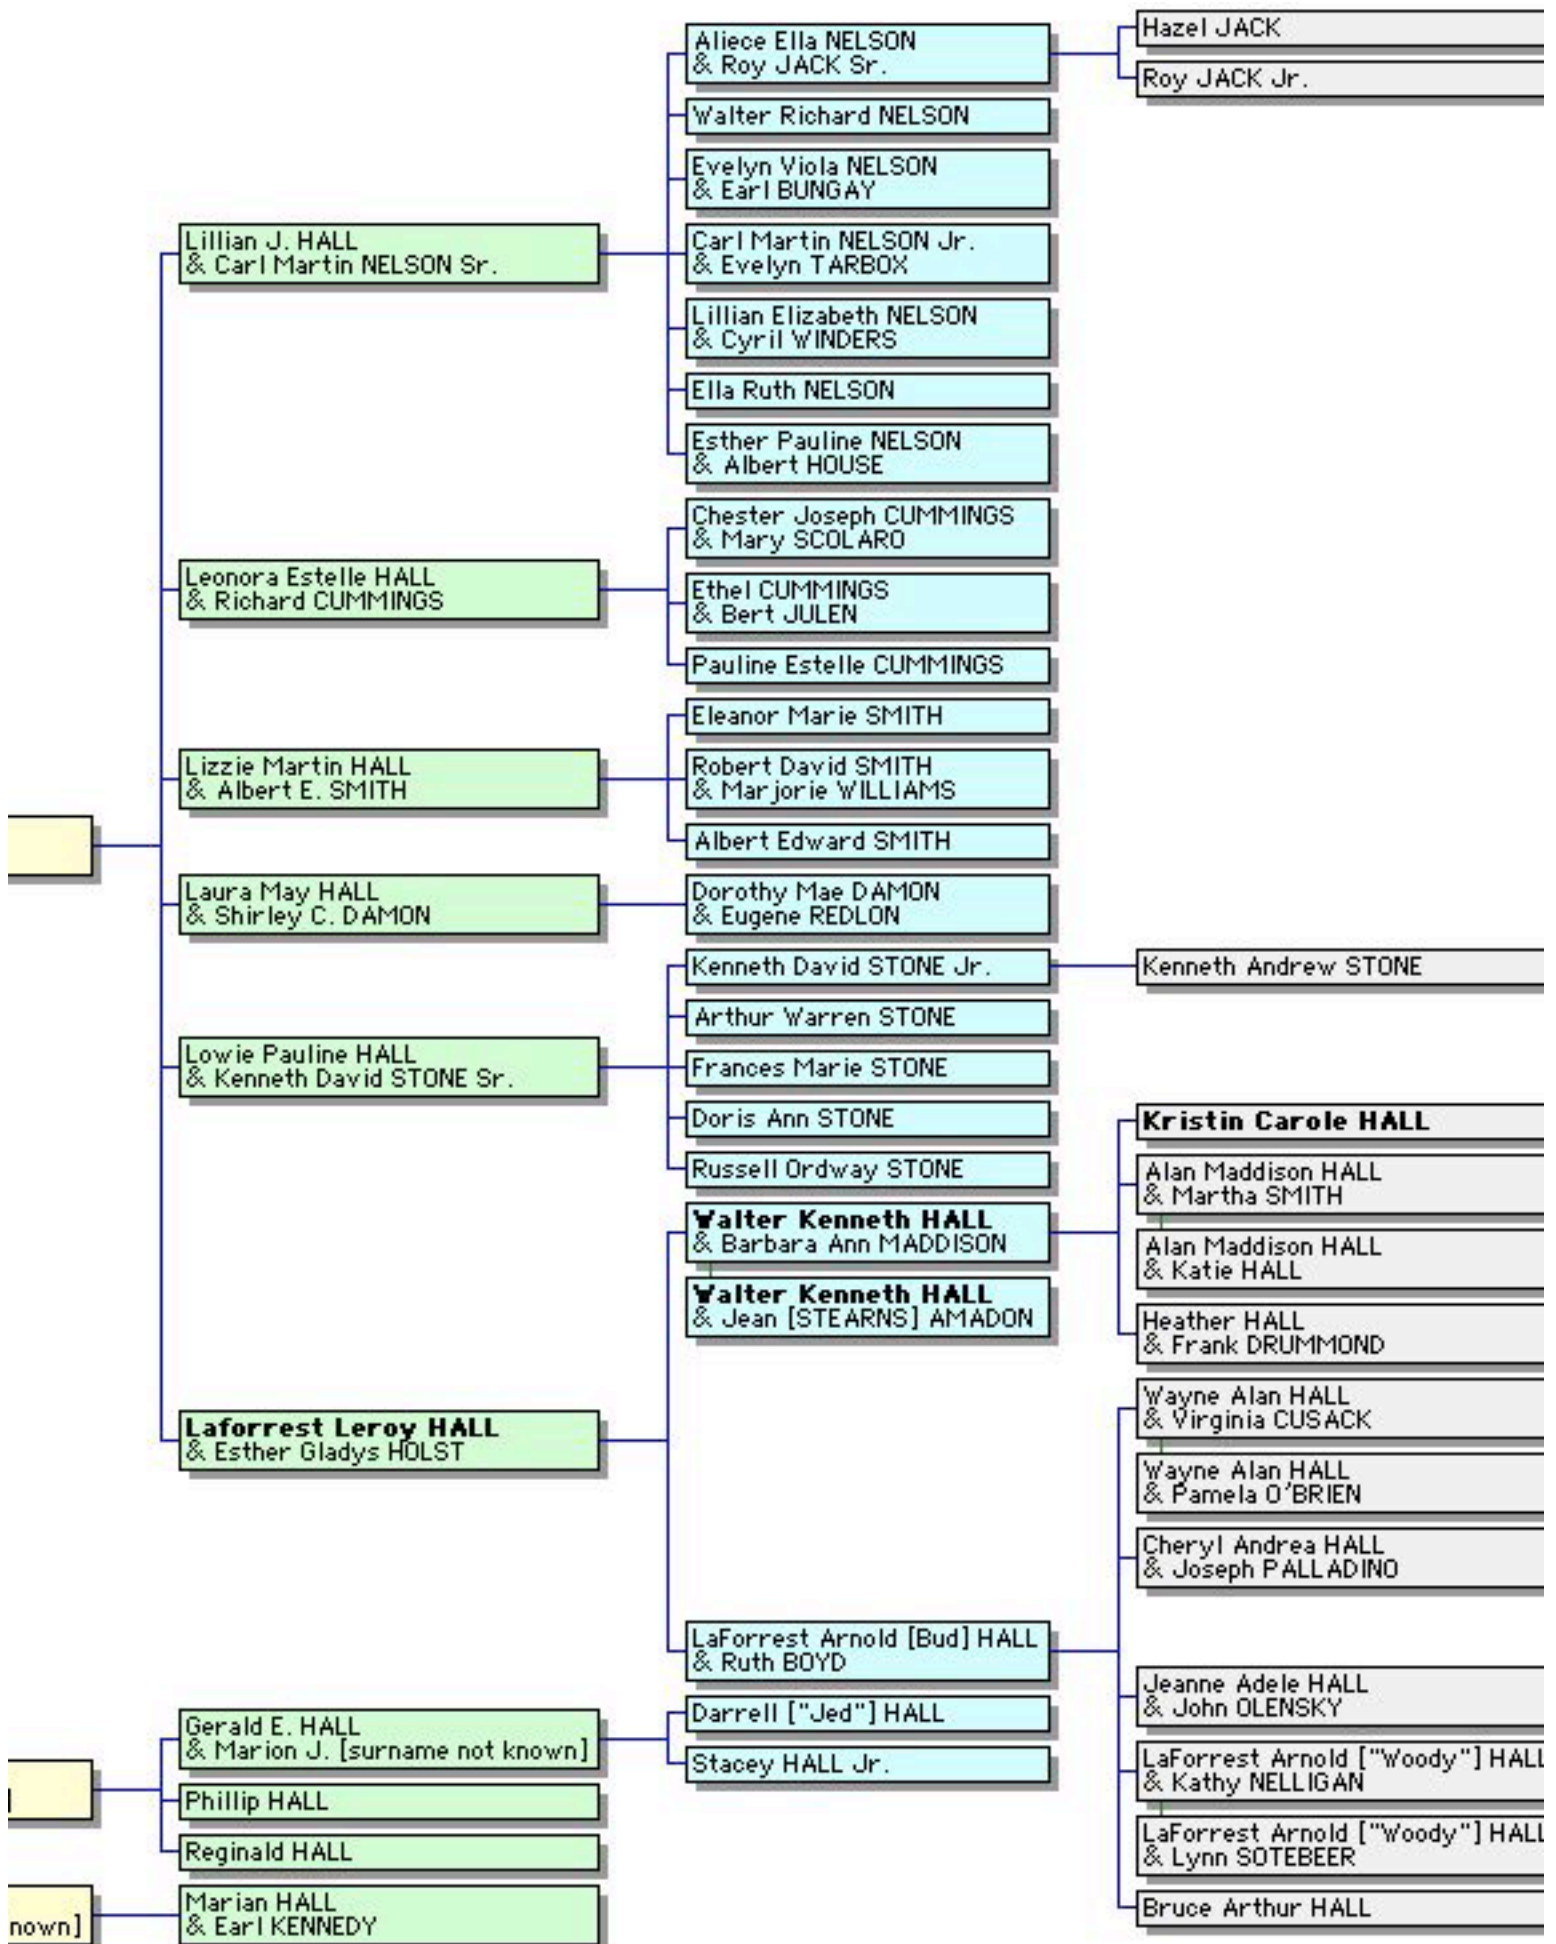 Hazel JACK
Roy JACK Jr.
Aliece Ella NELSON
& Roy JACK Sr.
Walter Richard NELSON
Evelyn Viola NELSON
& Earl BUNGAY
Carl Martin NELSON Jr.
& Evelyn TARBOX
Lillian Elizabeth NELSON
& Cyril WINDERS
Ella Ruth NELSON
Esther Pauline NELSON
& Albert HOUSE
Lillian J. HALL
& Carl Martin NELSON Sr.
Chester Joseph CUMMINGS
& Mary SCOLARO
Ethel CUMMINGS
& Bert JULEN
Pauline Estelle CUMMINGS
Leonora Estelle HALL
& Richard CUMMINGS
Eleanor Marie SMITH
Robert David SMITH
& Marjorie WILLIAMS
Albert Edward SMITH
Lizzie Martin HALL
& Albert E. SMITH
Laura May HALL
& Shirley C. DAMON
Dorothy Mae DAMON
& Eugene REDLON
Kenneth David STONE Jr.
Kenneth Andrew STONE
Arthur Warren STONE
Frances Marie STONE
Doris Ann STONE
Russell Ordway STONE
Lowie Pauline HALL
& Kenneth David STONE Sr.
Kristin Carole HALL
Alan Maddison HALL
& Martha SMITH
Alan Maddison HALL
& Katie HALL
Heather HALL
& Frank DRUMMOND
Walter Kenneth HALL
& Barbara Ann MADDISON
Walter Kenneth HALL
& Jean [STEARNS] AMADON
Laforrest Leroy HALL
& Esther Gladys HOLST
Wayne Alan HALL
& Virginia CUSACK
Wayne Alan HALL
& Pamela O'BRIEN
Cheryl Andrea HALL
& Joseph PALLADINO
LaForrest Arnold [Bud] HALL
& Ruth BOYD
Jeanne Adele HALL
& John OLENSKY
LaForrest Arnold ["Woody"] HALL
& Kathy NELLIGAN
LaForrest Arnold ["Woody"] HALL
& Lynn SOTEBEER
Bruce Arthur HALL
Gerald E. HALL
& Marion J. [surname not known]
Darrell ["Jed"] HALL
Stacey HALL Jr.
]
Phillip HALL
Reginald HALL
Marian HALL
& Earl KENNEDY
nown]